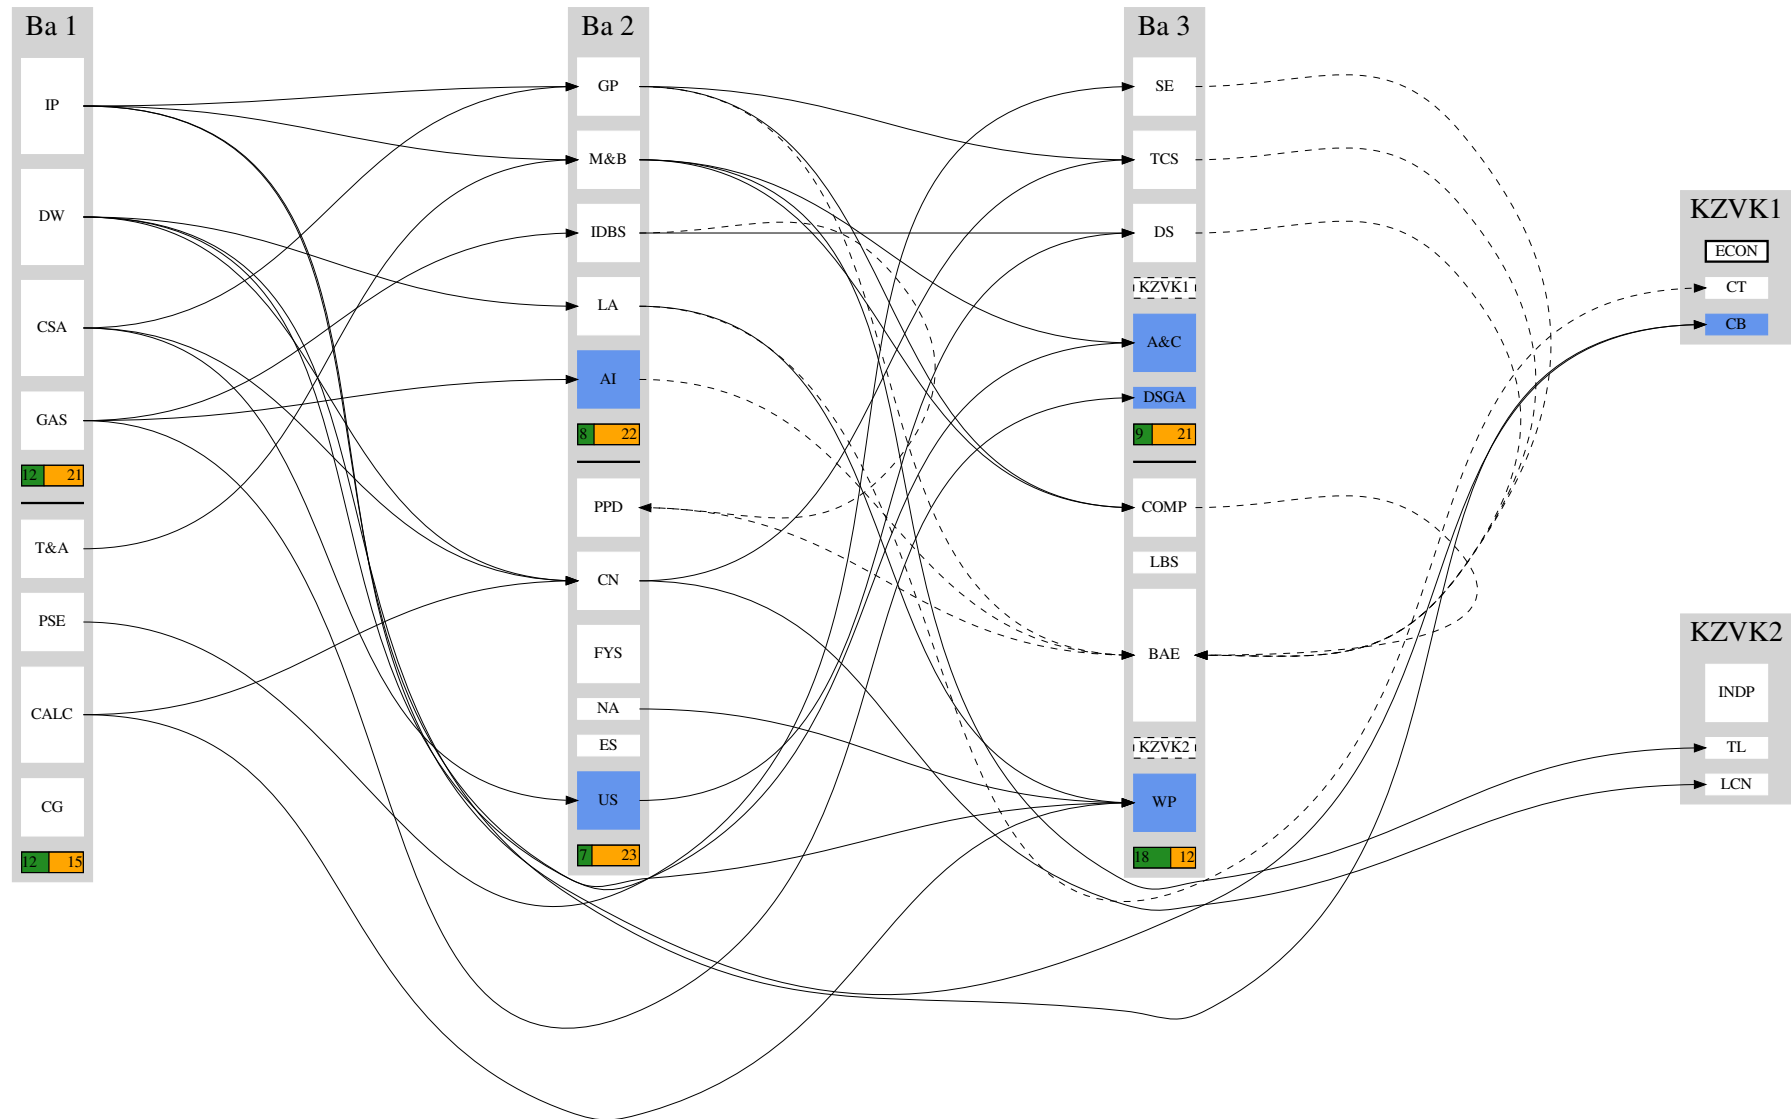 Ba 1
IP
DW
CSA
GAS
12 21
T&A
PSE
CALC
CG
12 15
Ba 2
GP
M&B
IDBS
LA
AI
8 22
PPD
CN
FYS
NA
ES
US
7 23
Ba 3
SE
TCS
DS
KZVK1
A&C
DSGA
9 21
COMP
LBS
BAE
KZVK2
WP
18 12
KZVK1
ECON
CT
CB
KZVK2
INDP
TL
LCN